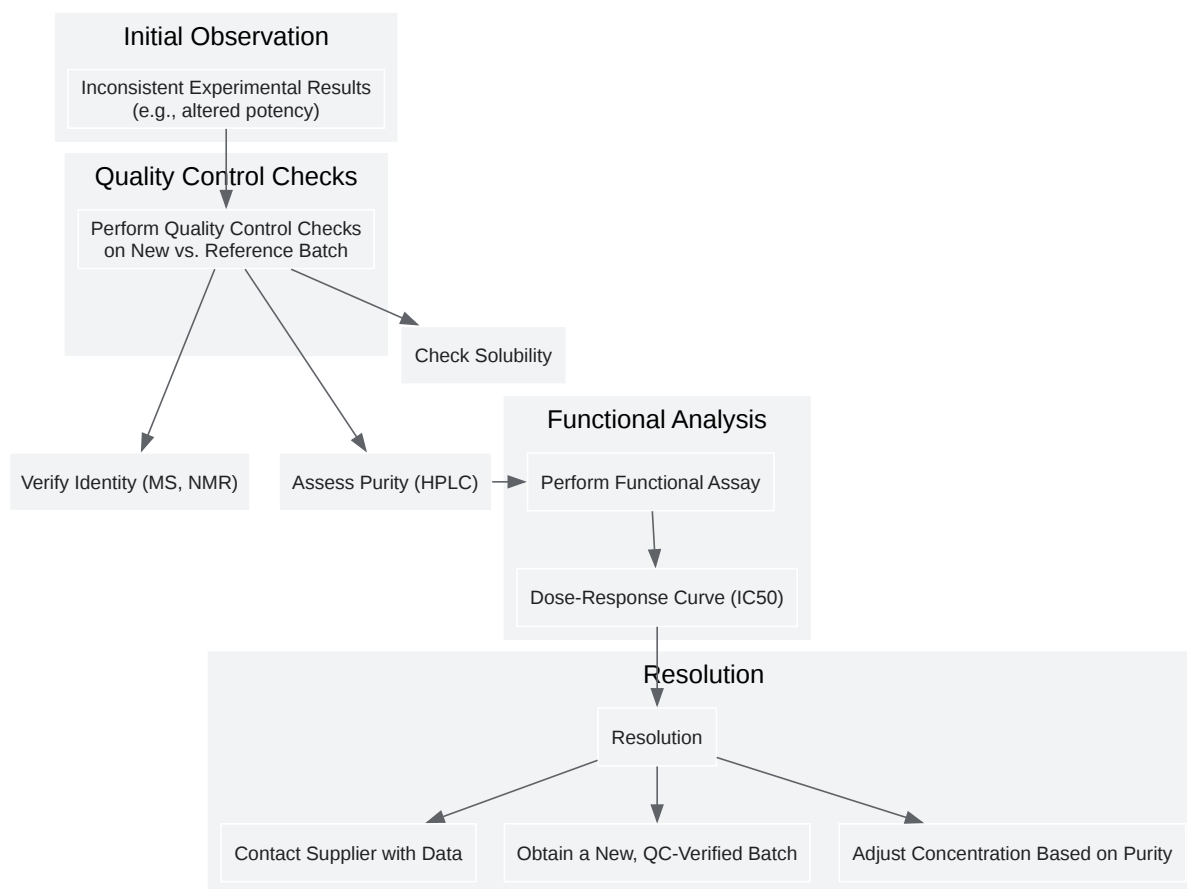 Initial Observation
Inconsistent Experimental Results
(e.g., altered potency)
Quality Control Checks
Perform Quality Control Checks
on New vs. Reference Batch
Check Solubility
Functional Analysis
Verify Identity (MS, NMR)
Assess Purity (HPLC)
Perform Functional Assay
Dose-Response Curve (IC50)
Resolution
Resolution
Contact Supplier with Data
Obtain a New, QC-Verified Batch
Adjust Concentration Based on Purity